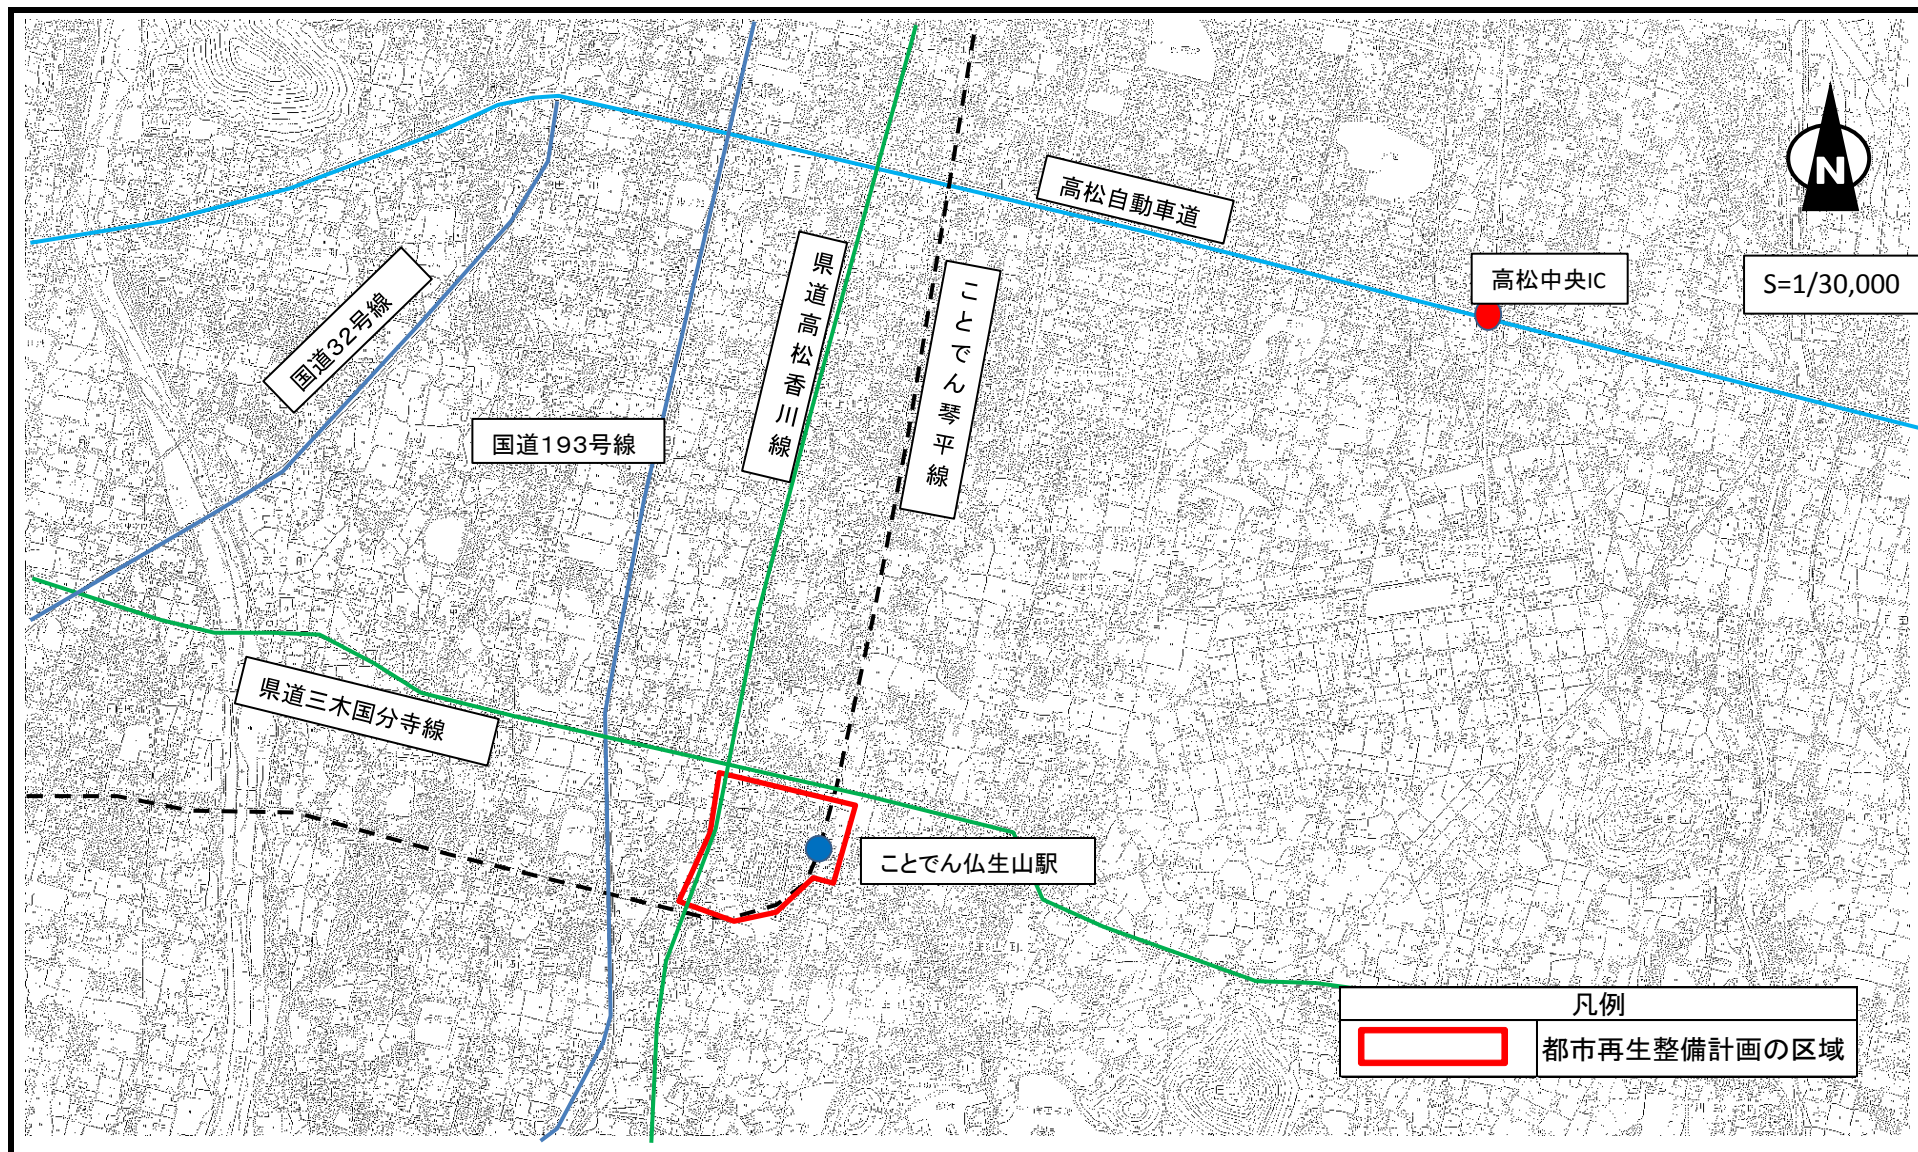 高松自動車道
N
県道高松香川線
高松中央IC
S=1/30,000
ことでん琴平線
国道32号線
国道193号線
県道三木国分寺線
ことでん仏生山駅
凡例
都市再生整備計画の区域